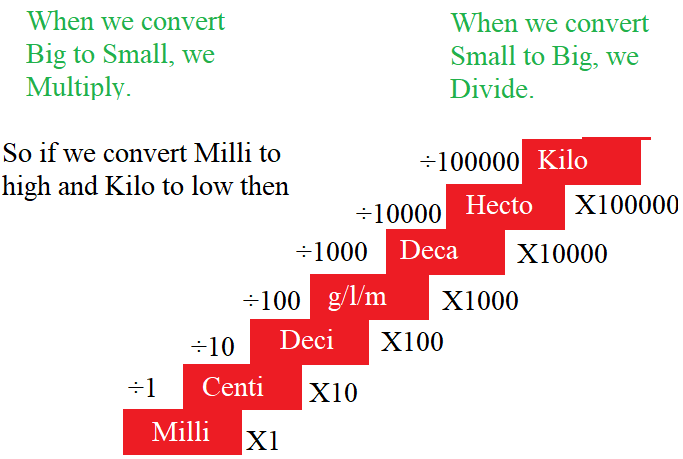 When we convert
Big to Small, we
Multiply.
When we convert
Small to Big, we
Divide.
So if we convert Milli to
high and Kilo to low then
÷100000 Kilo
÷10000 Hecto X100000
÷1000 Deca X10000
÷100 g/l/m X1000
÷10 Deci X100
÷1 Centi X10
Milli X1